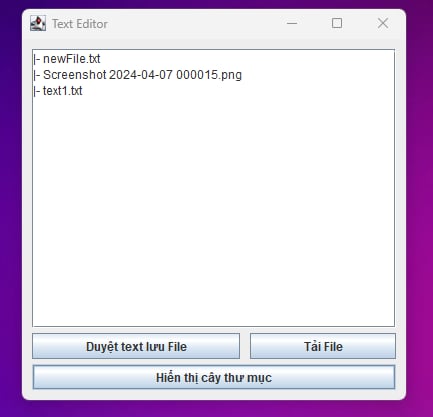 Text Editor
|- newFile.txt
|- Screenshot 2024-04-07 000015.png
|- text1.txt
Duyệt text lưu File
Tải File
Hiển thị cây thư mục